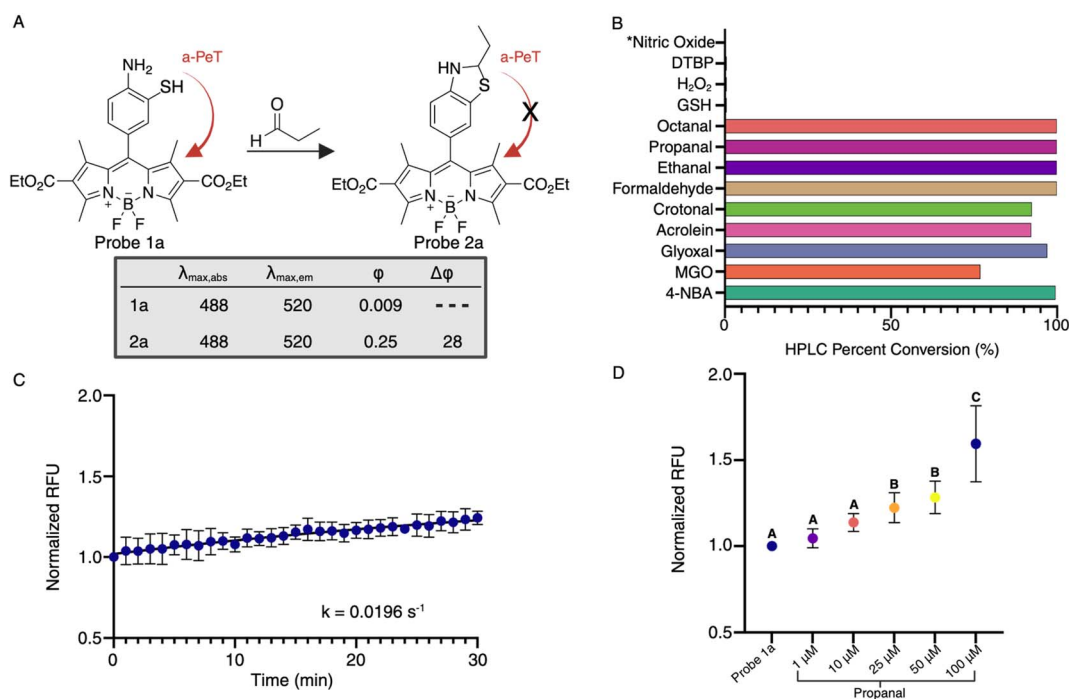 A
NH₂
SH
a-PeT
EtO₂C
CO₂Et
N
N
+
B
-
F F
Probe 1a
O
H
HN
S
a-PeT
X
EtO₂C
CO₂Et
N
N
+
B
-
F F
Probe 2a
λmax,abs λmax,em φ Δφ
1a 488 520 0.009 ---
2a 488 520 0.25 28
B
*Nitric Oxide
DTBP
H₂O₂
GSH
Octanal
Propanal
Ethanal
Formaldehyde
Crotonal
Acrolein
Glyoxal
MGO
4-NBA
0 50 100
HPLC Percent Conversion (%)
C
Normalized RFU
2.0
1.5
1.0
0.5
k = 0.0196 s⁻¹
0 10 20 30
Time (min)
D
Normalized RFU
2.0
1.5
1.0
0.5
A A A B B C
Probe 1a 1 μM 10 μM 25 μM 50 μM 100 μM
Propanal